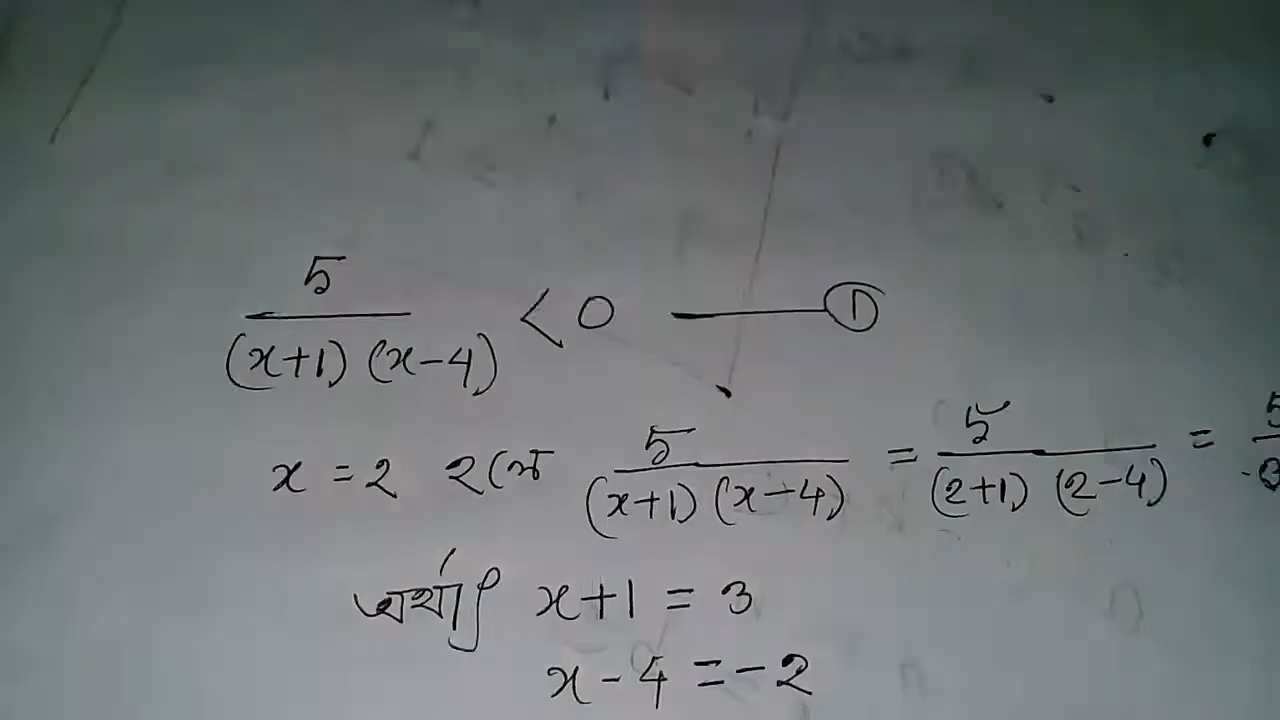 5/((x+1)(x-4)) < 0 —— ①
x = 2 হলে 5/((x+1)(x-4)) = 5/((2+1)(2-4)) =
অর্থাৎ x+1 = 3
x-4 = -2